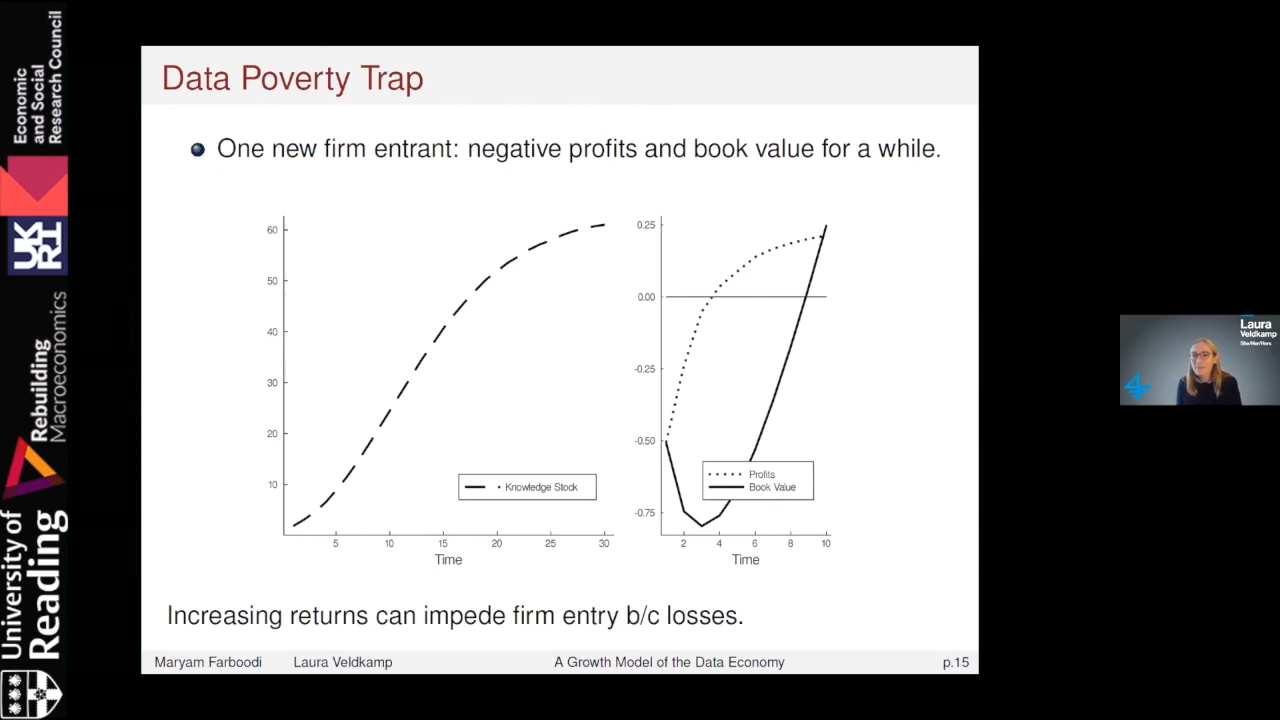 Data Poverty Trap
One new firm entrant: negative profits and book value for a while.
60
50
40
30
20
10
5
10
15
20
25
30
Time
Knowledge Stock
0.25
0.00
-0.25
-0.50
-0.75
2
4
6
8
10
Time
Profits
Book Value
Increasing returns can impede firm entry b/c losses.
Maryam Farboodi
Laura Veldkamp
A Growth Model of the Data Economy
p.15
Economic
and Social
Research Council
UK
RI
Rebuilding
Macroeconomics
University of
Reading
Laura
Veldkamp
She/Her/Hers